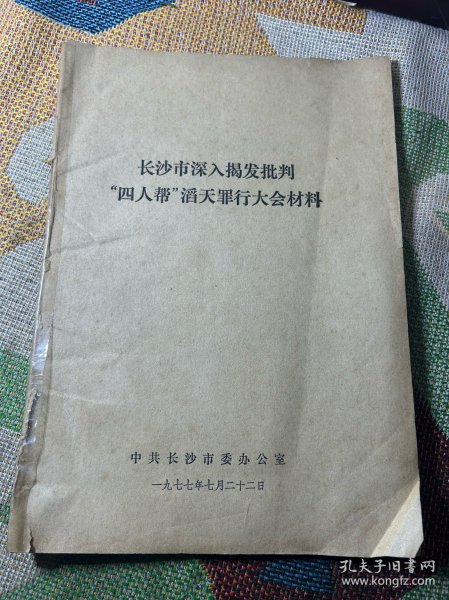 长沙市深入揭发批判
“四人帮”滔天罪行大会材料
中共长沙市委办公室
一九七七年七月二十二日
孔夫子旧书网
www.kongfz.com